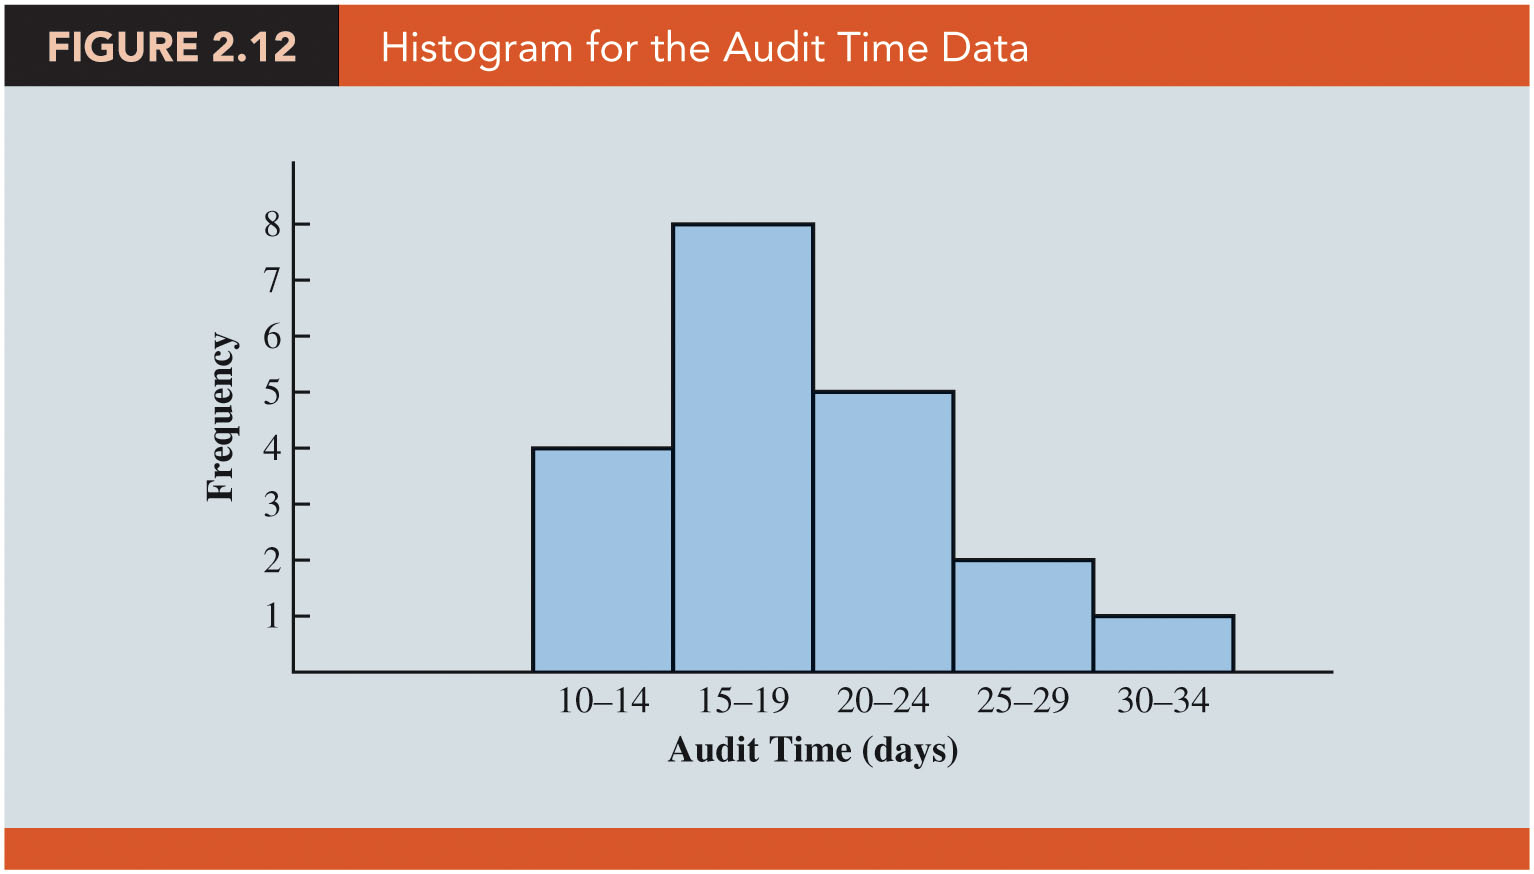 FIGURE 2.12
Histogram for the Audit Time Data
8
7
6
5
4
3
2
1
Frequency
10–14 15–19 20–24 25–29 30–34
Audit Time (days)